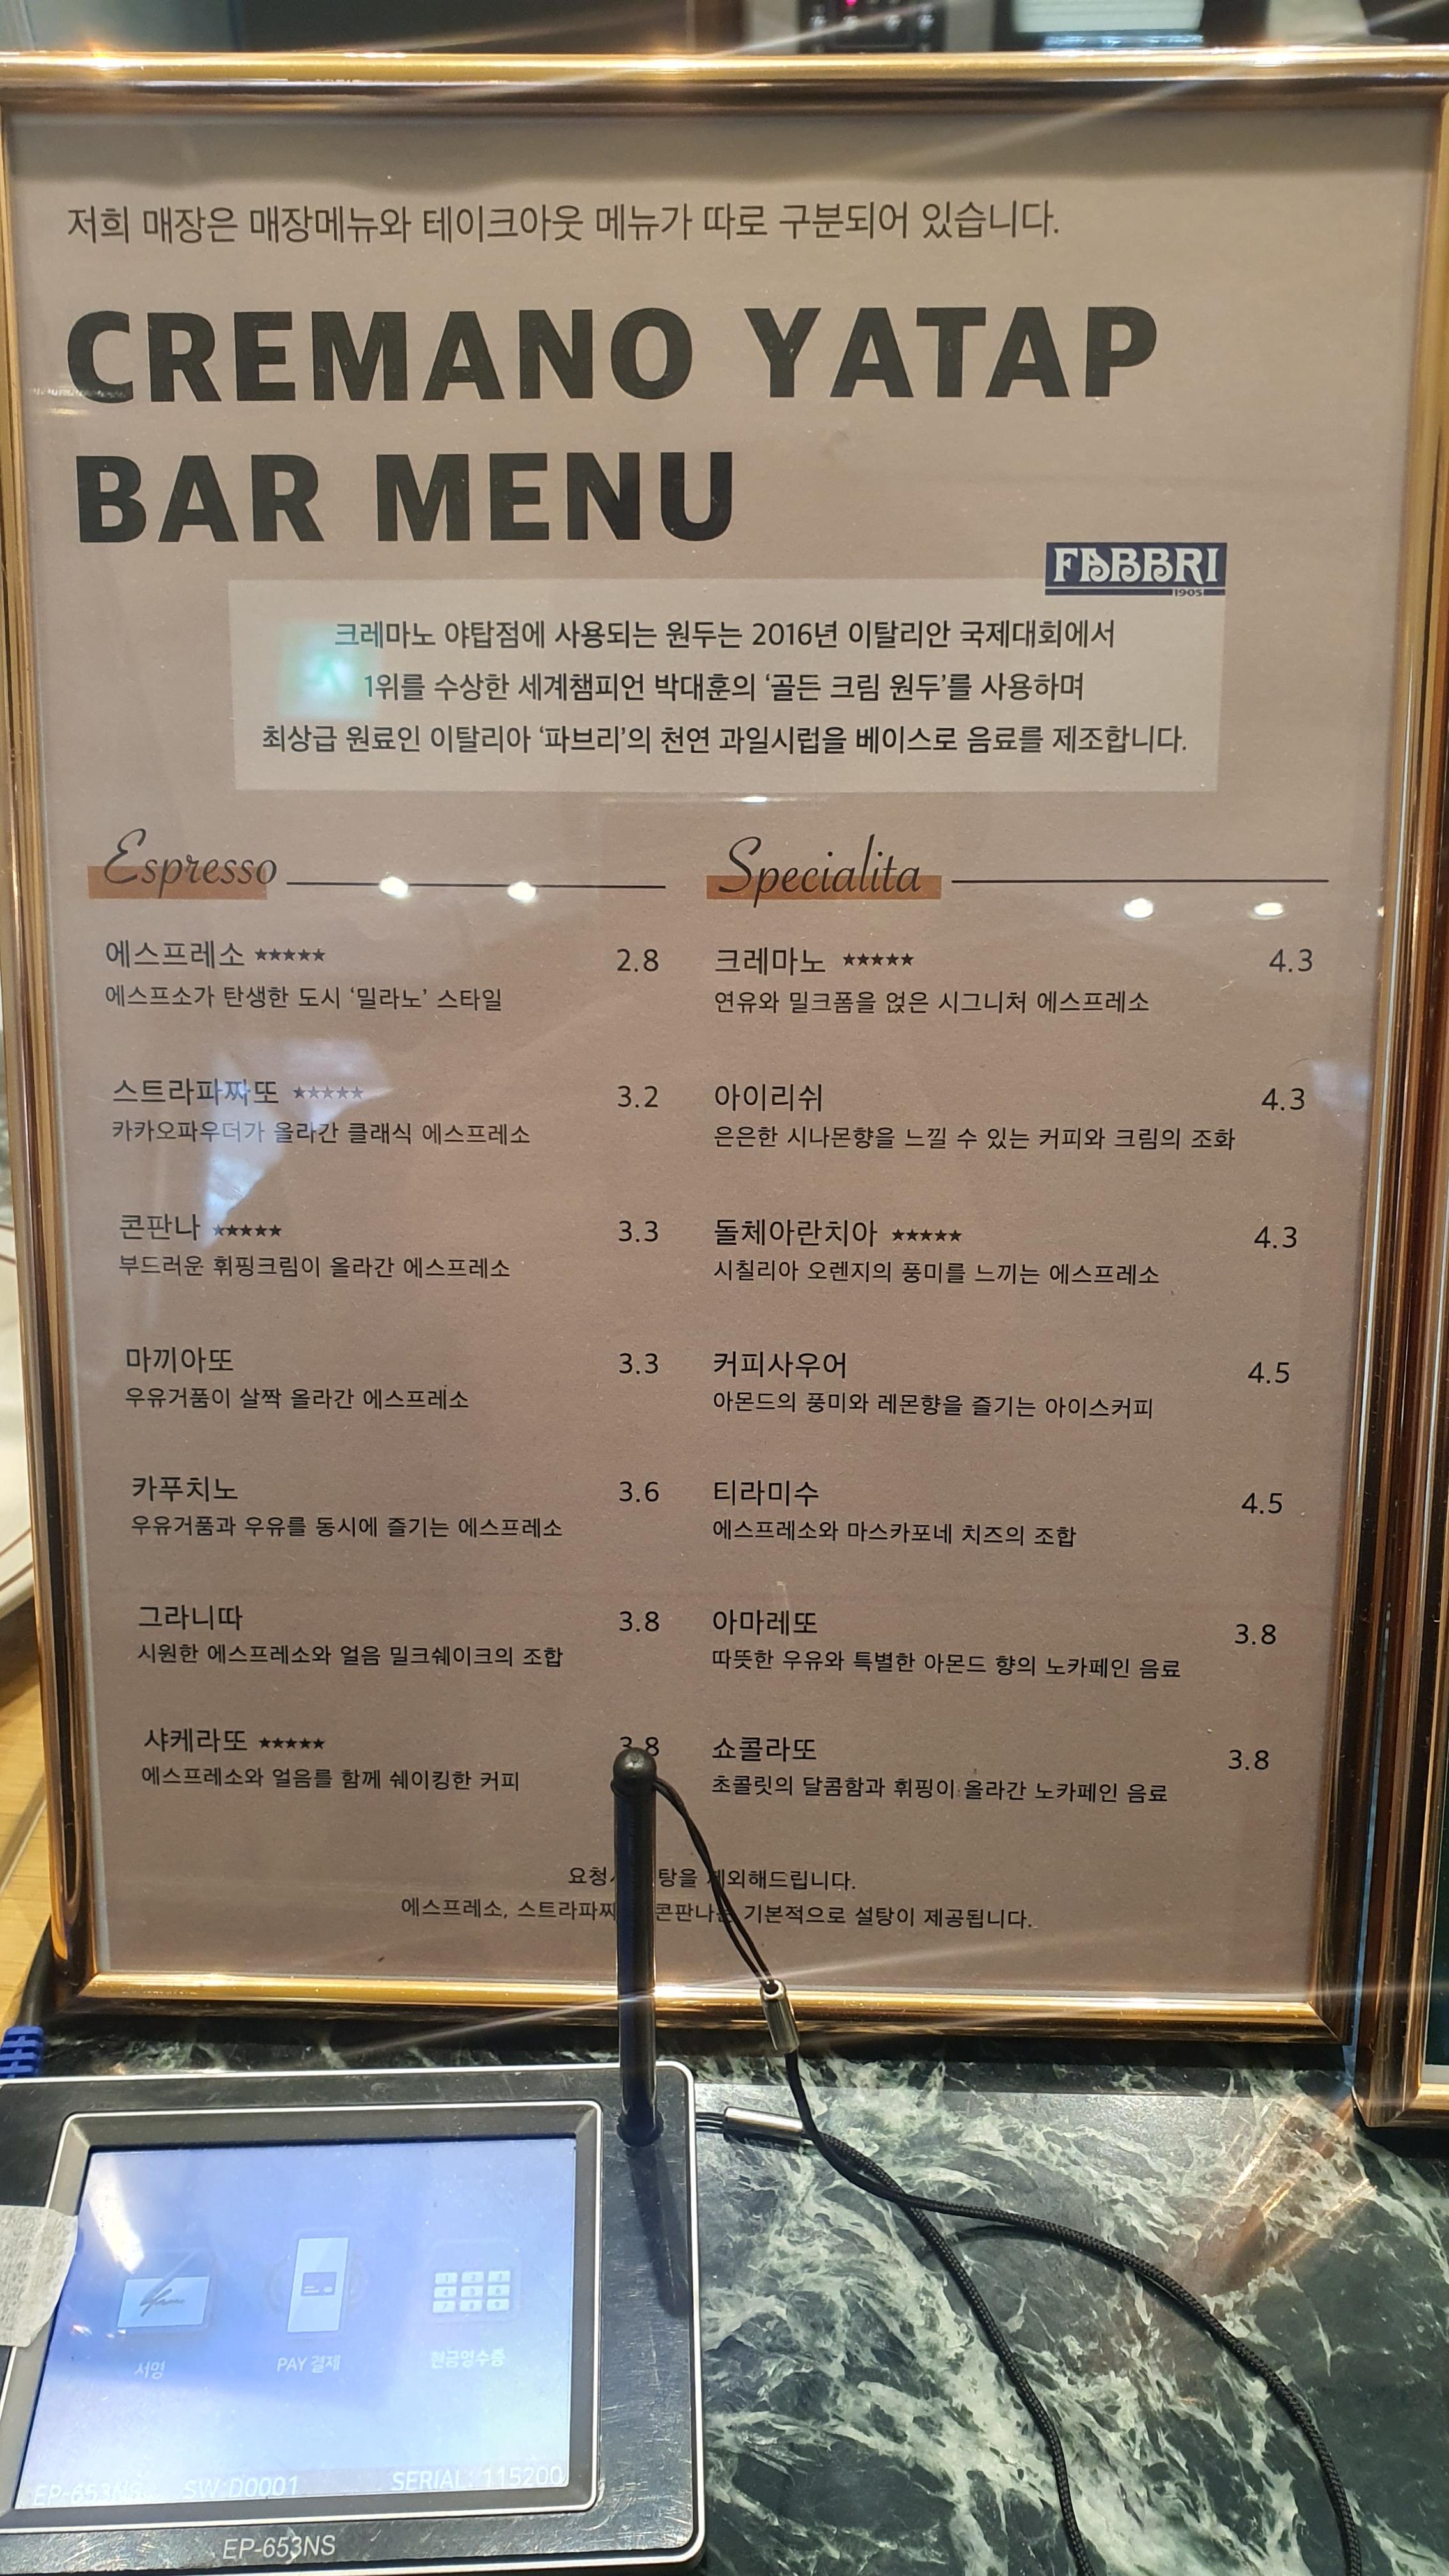 저희 매장은 매장메뉴와 테이크아웃 메뉴가 따로 구분되어 있습니다.
CREMANO YATAP
BAR MENU
FABBRI
1905
크레마노 야탑점에 사용되는 원두는 2016년 이탈리안 국제대회에서
1위를 수상한 세계챔피언 박대훈의 ‘골든 크림 원두’를 사용하며
최상급 원료인 이탈리아 ‘파브리’의 천연 과일시럽을 베이스로 음료를 제조합니다.
Espresso
에스프레소 ★★★★★ 2.8
에스프소가 탄생한 도시 ‘밀라노’ 스타일
스트라파짜또 ★★★★★ 3.2
카카오파우더가 올라간 클래식 에스프레소
콘판나 ★★★★★ 3.3
부드러운 휘핑크림이 올라간 에스프레소
마끼아또 3.3
우유거품이 살짝 올라간 에스프레소
카푸치노 3.6
우유거품과 우유를 동시에 즐기는 에스프레소
그라니따 3.8
시원한 에스프레소와 얼음 밀크쉐이크의 조합
샤케라또 ★★★★★ 3.8
에스프레소와 얼음를 함께 쉐이킹한 커피
Specialita
크레마노 ★★★★★ 4.3
연유와 밀크폼을 얹은 시그니처 에스프레소
아이리쉬 4.3
은은한 시나몬향을 느낄 수 있는 커피와 크림의 조화
돌체아란치아 ★★★★★ 4.3
시칠리아 오렌지의 풍미를 느끼는 에스프레소
커피사우어 4.5
아몬드의 풍미와 레몬향을 즐기는 아이스커피
티라미수 4.5
에스프레소와 마스카포네 치즈의 조합
아마레또 3.8
따뜻한 우유와 특별한 아몬드 향의 노카페인 음료
쇼콜라또 3.8
초콜릿의 달콤함과 휘핑이 올라간 노카페인 음료
제외해드립니다.
에스프레소, 콘판나는 기본적으로 설탕이 제공됩니다.
서명 PAY 결제 현금영수증
EP-653NS SW:D0001 SERIAL: 115200
EP-653NS